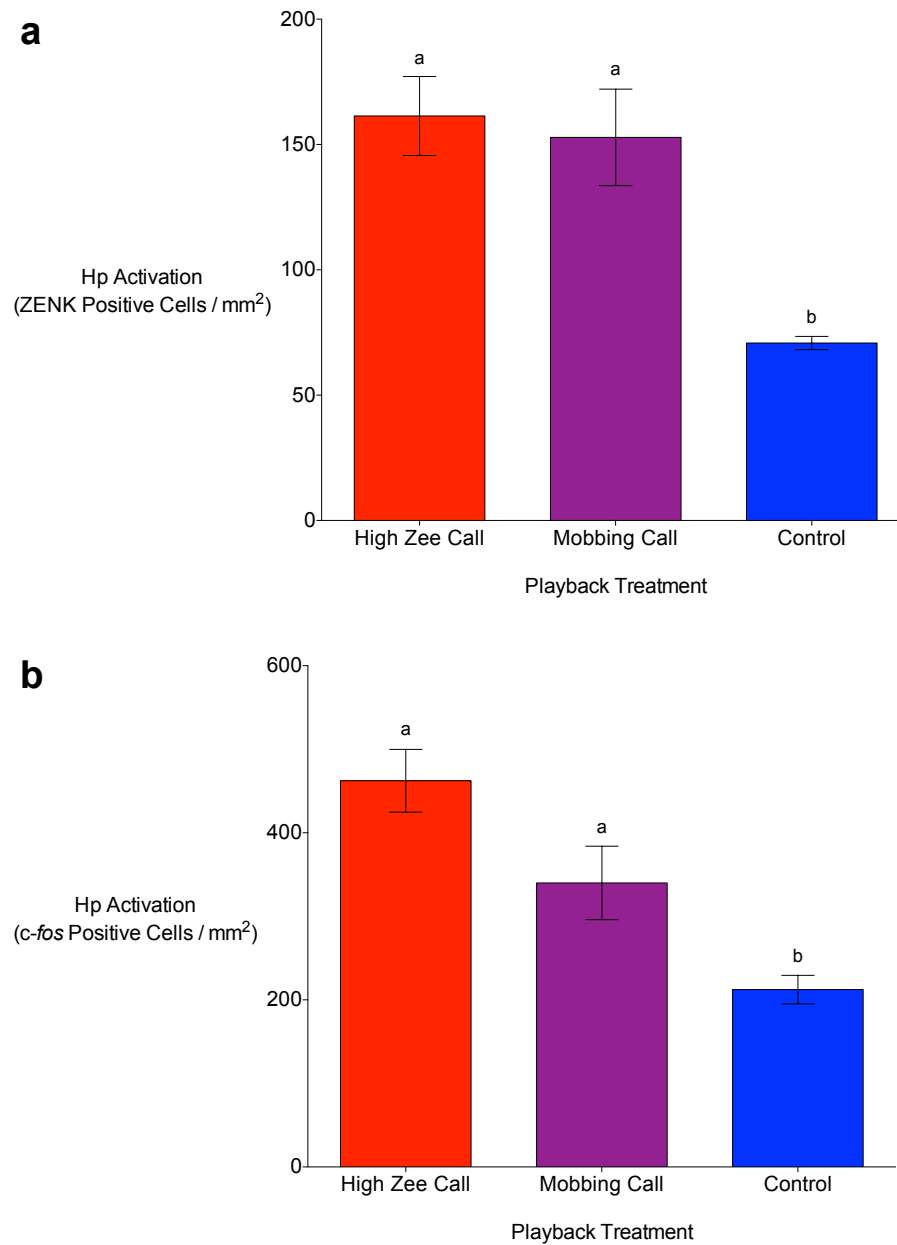 a
200
150
100
50
0
a
a
b
Hp Activation
(ZENK Positive Cells / mm²)
High Zee Call
Mobbing Call
Control
Playback Treatment
b
600
400
200
0
a
a
b
Hp Activation
(c-fos Positive Cells / mm²)
High Zee Call
Mobbing Call
Control
Playback Treatment